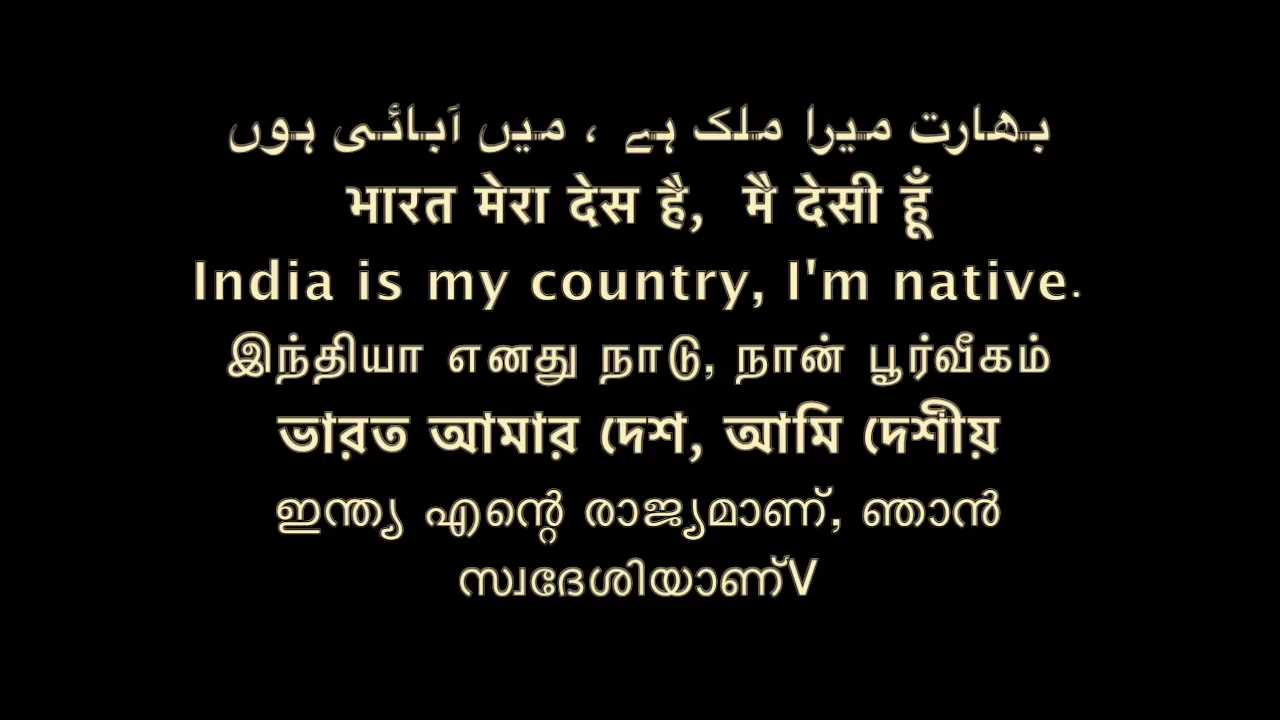 بھارت میرا ملک ہے ، میں آبائی ہوں
भारत मेरा देस है, मै देसी हूँ
India is my country, I'm native.
இந்தியா எனது நாடு, நான் பூர்வீகம்
ভারত আমার দেশ, আমি দেশীয়
ഇന്ത്യ എന്റെ രാജ്യമാണ്, ഞാൻ
സ്വദേശിയാണ്V